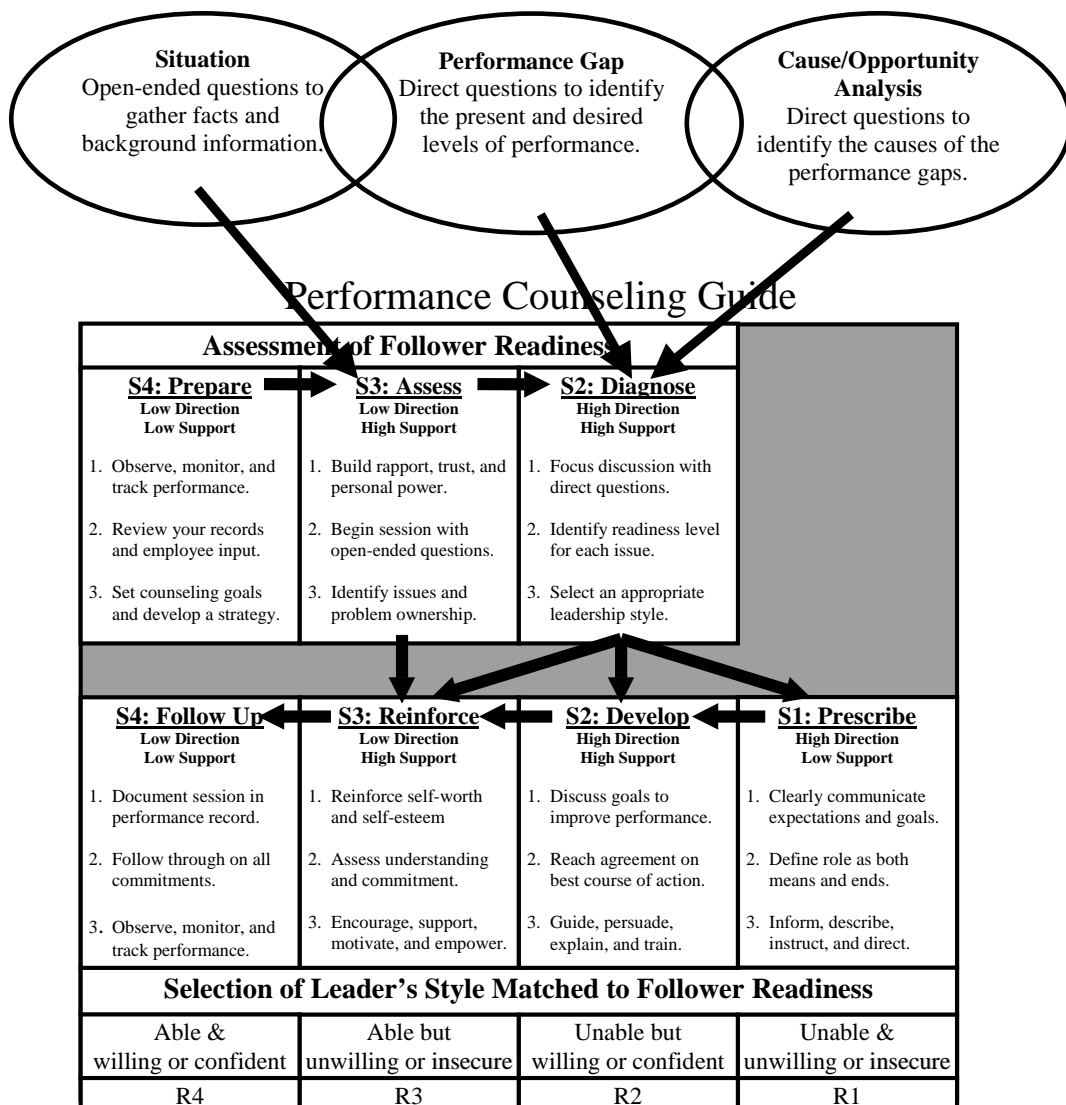 Situation
Open-ended questions to
gather facts and
background information.
Performance Gap
Direct questions to identify
the present and desired
levels of performance.
Cause/Opportunity
Analysis
Direct questions to
identify the causes of the
performance gaps.
Performance Counseling Guide
Assessment of Follower Readiness
S4: Prepare
Low Direction
Low Support
1. Observe, monitor, and
track performance.
2. Review your records
and employee input.
3. Set counseling goals
and develop a strategy.
S3: Assess
Low Direction
High Support
1. Build rapport, trust, and
personal power.
2. Begin session with
open-ended questions.
3. Identify issues and
problem ownership.
S2: Diagnose
High Direction
High Support
1. Focus discussion with
direct questions.
2. Identify readiness level
for each issue.
3. Select an appropriate
leadership style.
S4: Follow Up
Low Direction
Low Support
1. Document session in
performance record.
2. Follow through on all
commitments.
3. Observe, monitor, and
track performance.
S3: Reinforce
Low Direction
High Support
1. Reinforce self-worth
and self-esteem
2. Assess understanding
and commitment.
3. Encourage, support,
motivate, and empower.
S2: Develop
High Direction
High Support
1. Discuss goals to
improve performance.
2. Reach agreement on
best course of action.
3. Guide, persuade,
explain, and train.
S1: Prescribe
High Direction
Low Support
1. Clearly communicate
expectations and goals.
2. Define role as both
means and ends.
3. Inform, describe,
instruct, and direct.
Selection of Leader's Style Matched to Follower Readiness
Able &
willing or confident
Able but
unwilling or insecure
Unable but
willing or confident
Unable &
unwilling or insecure
R4
R3
R2
R1